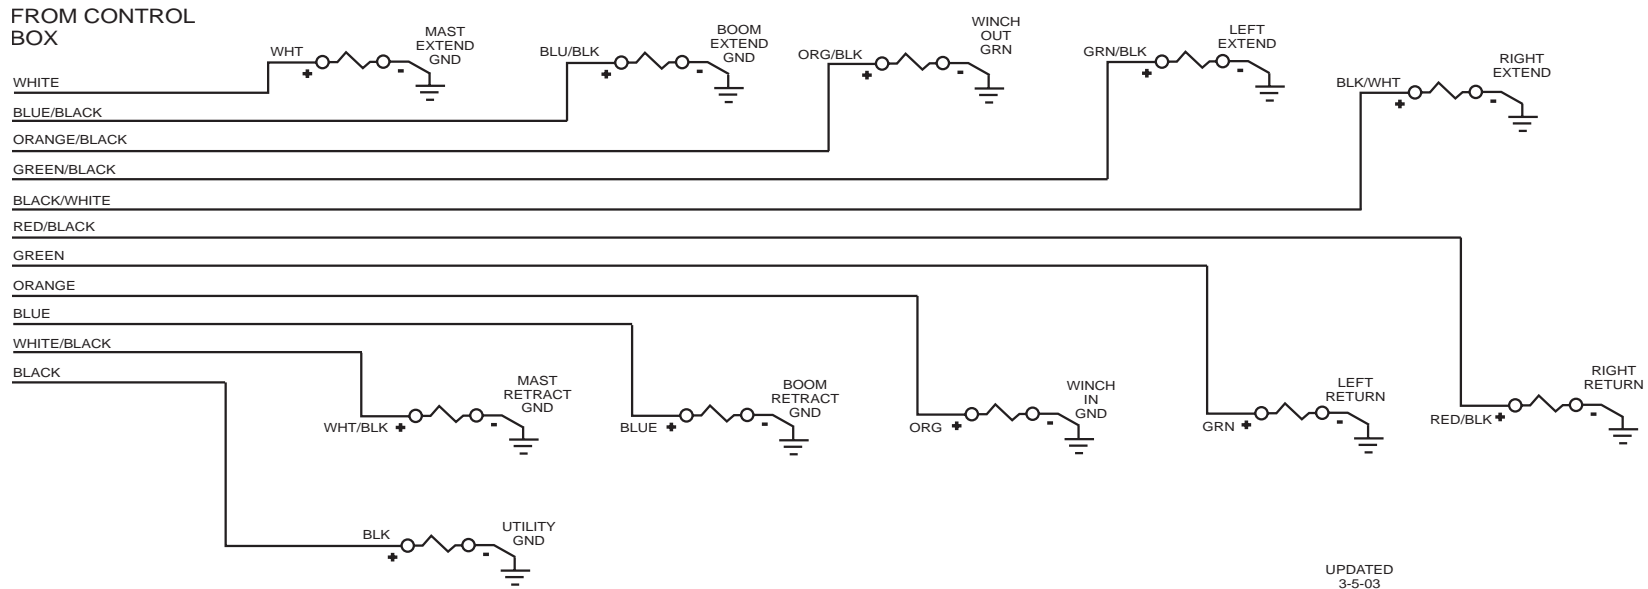 FROM CONTROL
BOX
WHITE
BLUE/BLACK
ORANGE/BLACK
GREEN/BLACK
BLACK/WHITE
RED/BLACK
GREEN
ORANGE
BLUE
WHITE/BLACK
BLACK
WHT
+
-
MAST
EXTEND
GND
BLU/BLK
+
-
BOOM
EXTEND
GND
ORG/BLK
+
-
WINCH
OUT
GRN
GRN/BLK
+
-
LEFT
EXTEND
BLK/WHT
+
-
RIGHT
EXTEND
WHT/BLK +
-
MAST
RETRACT
GND
BLUE +
-
BOOM
RETRACT
GND
ORG +
-
WINCH
IN
GND
GRN +
-
LEFT
RETURN
RED/BLK +
-
RIGHT
RETURN
BLK
+
-
UTILITY
GND
UPDATED
3-5-03